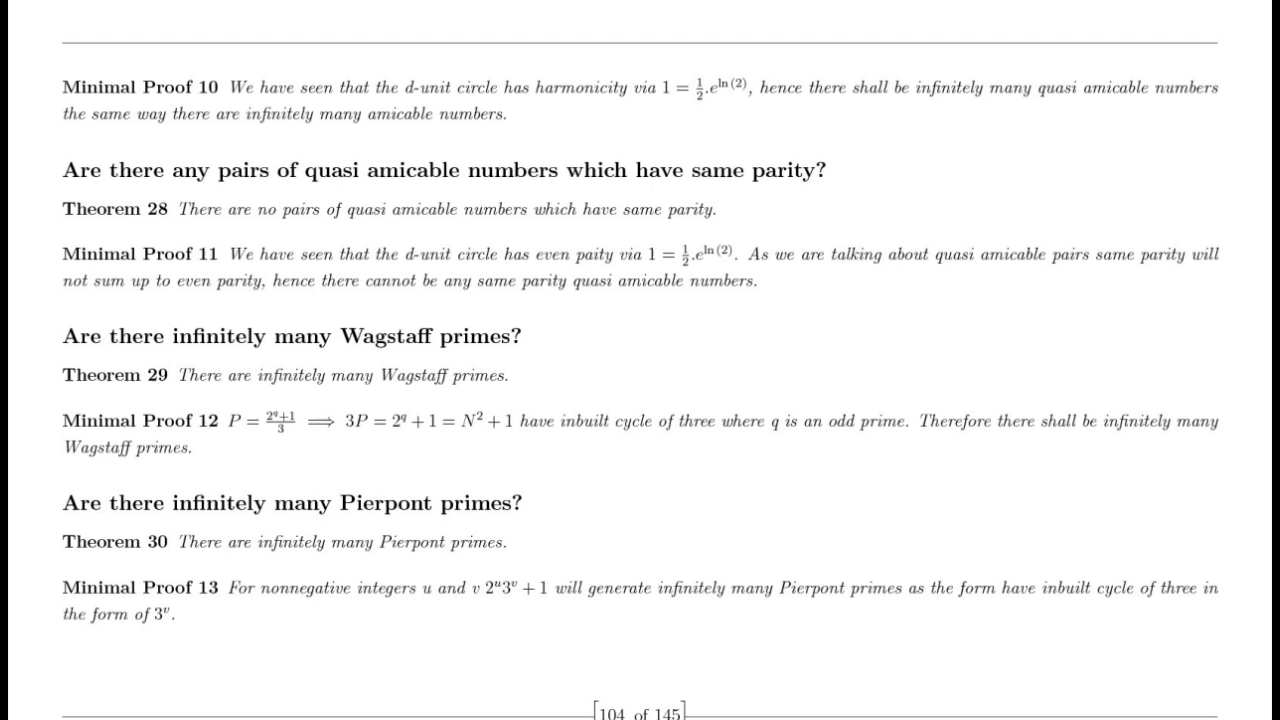 Minimal Proof 10 We have seen that the d-unit circle has harmonicity via 1 = 1/2.e^ln(2), hence there shall be infinitely many quasi amicable numbers
the same way there are infinitely many amicable numbers.
Are there any pairs of quasi amicable numbers which have same parity?
Theorem 28 There are no pairs of quasi amicable numbers which have same parity.
Minimal Proof 11 We have seen that the d-unit circle has even paity via 1 = 1/2.e^ln(2). As we are talking about quasi amicable pairs same parity will
not sum up to even parity, hence there cannot be any same parity quasi amicable numbers.
Are there infinitely many Wagstaff primes?
Theorem 29 There are infinitely many Wagstaff primes.
Minimal Proof 12 P = (2^q+1)/3 ⟹ 3P = 2^q + 1 = N² + 1 have inbuilt cycle of three where q is an odd prime. Therefore there shall be infinitely many
Wagstaff primes.
Are there infinitely many Pierpont primes?
Theorem 30 There are infinitely many Pierpont primes.
Minimal Proof 13 For nonnegative integers u and v 2^u3^v + 1 will generate infinitely many Pierpont primes as the form have inbuilt cycle of three in
the form of 3^v.
[104 of 145]